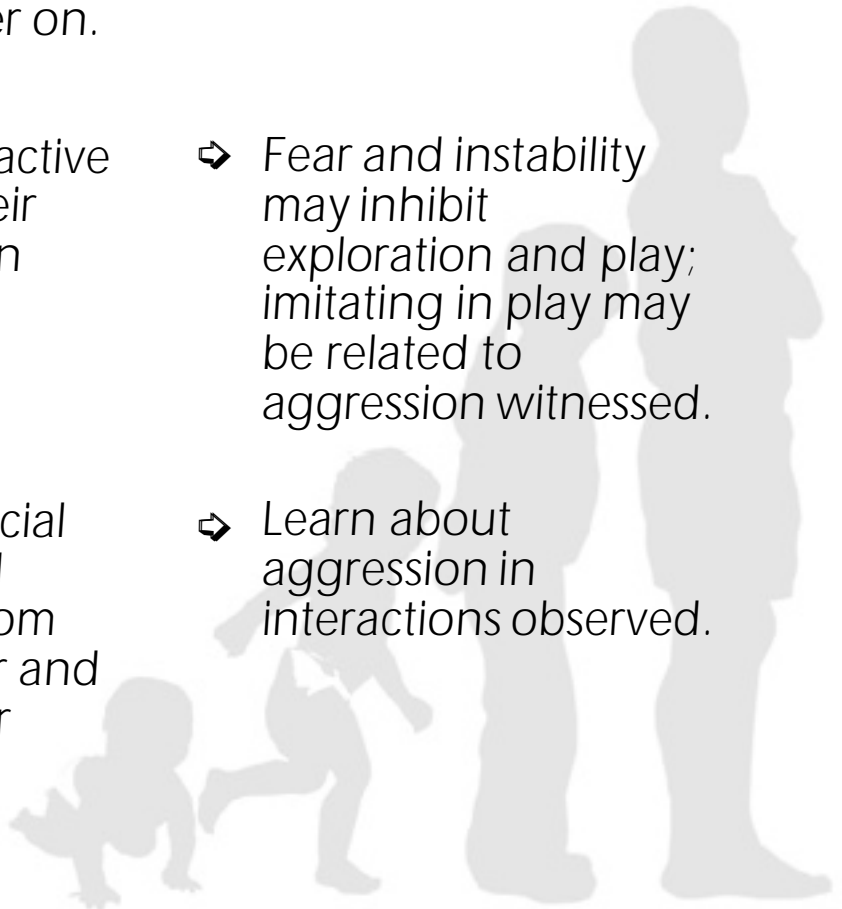 er on.
active
eir
n
cial
l
om
r and
r
➩ Fear and instability
may inhibit
exploration and play;
imitating in play may
be related to
aggression witnessed.
➩ Learn about
aggression in
interactions observed.